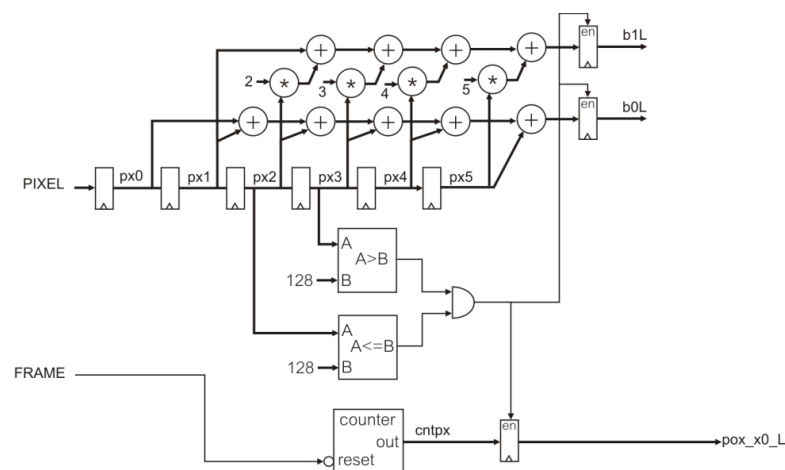 en
b1L
+ + + +
2 * 3 * 4 * 5 *
en
b0L
+ + + + +
PIXEL px0 px1 px2 px3 px4 px5
A
A>B
128 B
A
A<=B
128 B
FRAME
counter
out cntpx
en
pox_x0_L
reset